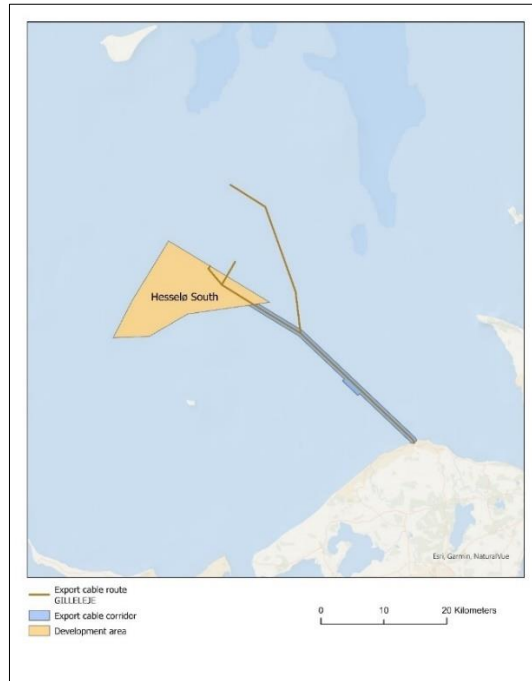 Hesselø South
Esri, Garmin, NaturalVue
Export cable route
GILLELEJE
Export cable corridor
Development area
0 10 20 Kilometers